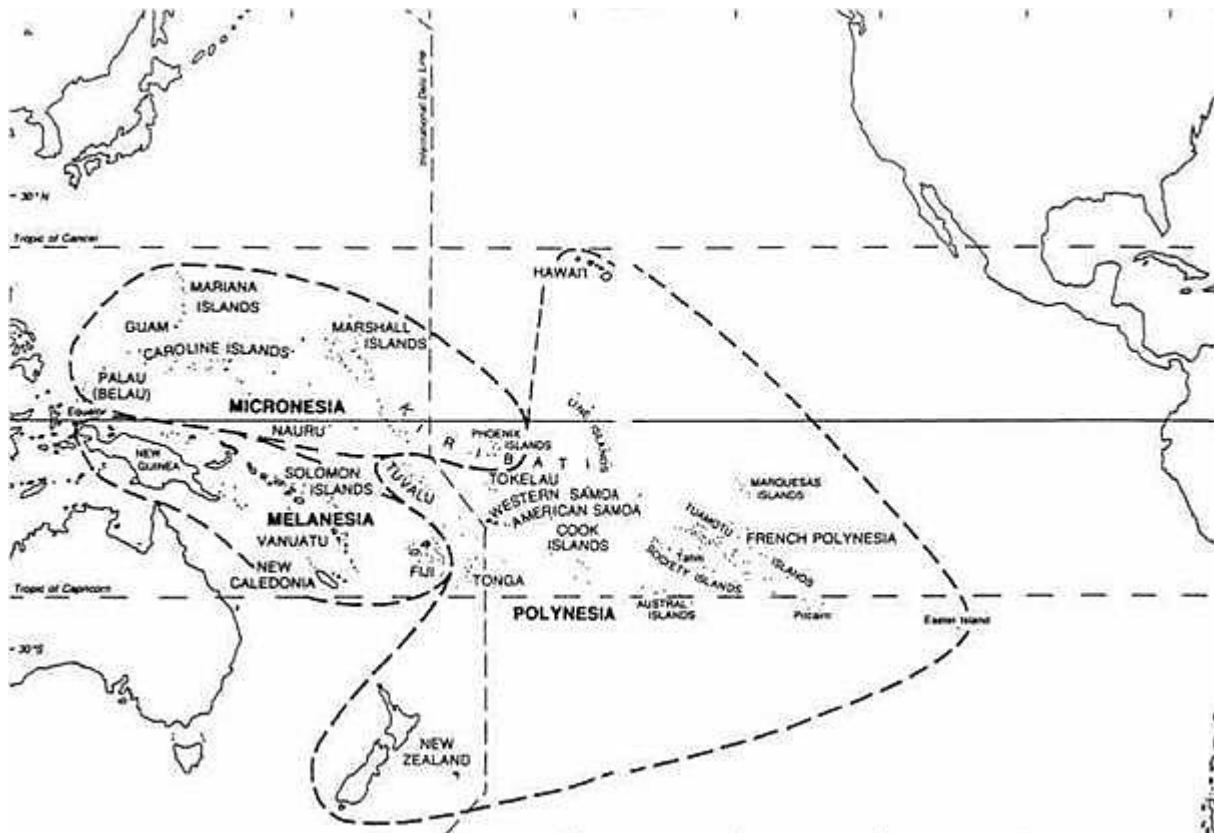 International Date Line
30°N
Tropic of Cancer
HAWAII
MARIANA
ISLANDS
GUAM
MARSHALL
ISLANDS
CAROLINE ISLANDS
PALAU
(BELAU)
Equator
MICRONESIA
NAURU
KIRIBATI
LINE ISLANDS
PHOENIX
ISLANDS
NEW
GUINEA
SOLOMON
ISLANDS
TUVALU
TOKELAU
WESTERN SAMOA
AMERICAN SAMOA
MARQUESAS
ISLANDS
MELANESIA
VANUATU
COOK
ISLANDS
TUAMOTU
ISLANDS
FRENCH POLYNESIA
Tahiti
SOCIETY ISLANDS
NEW
CALEDONIA
FIJI
TONGA
Tropic of Capricorn
POLYNESIA
AUSTRAL
ISLANDS
Pitcairn
Easter Island
30°S
NEW
ZEALAND